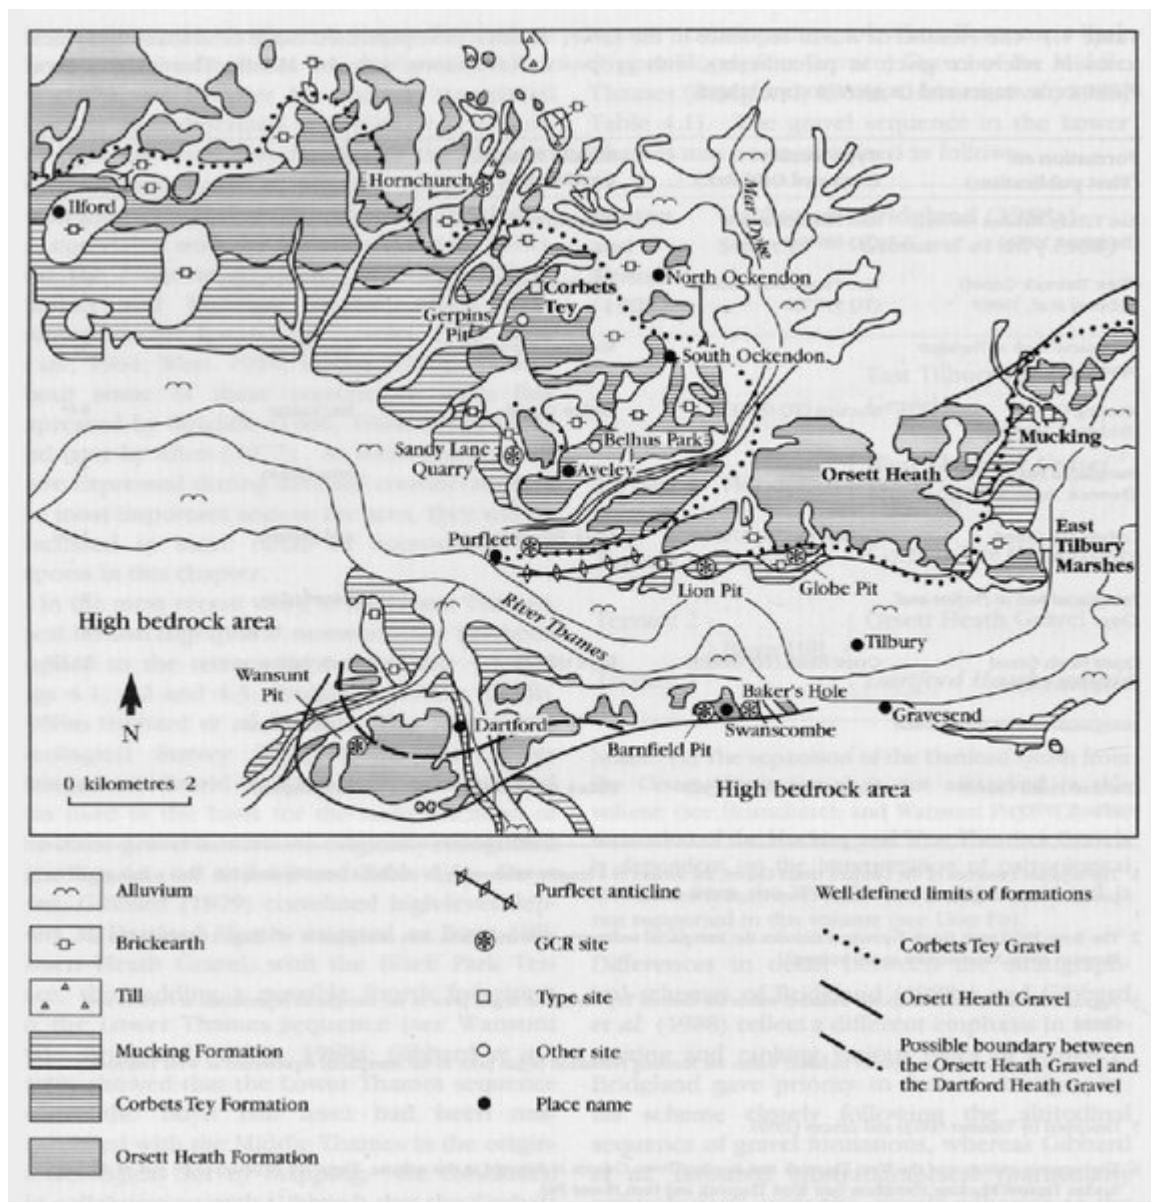 Hornchurch
Mar Dyke
Ilford
North Ockendon
Corbets
Tey
Gerpins
Pit
South Ockendon
Mucking
Belhus Park
Sandy Lane
Quarry
Aveley
Orsett Heath
East
Tilbury
Marshes
Purfleet
Globe Pit
Lion Pit
River Thames
High bedrock area
Tilbury
Wansunt
Pit
Baker's Hole
N
Dartford
Gravesend
Swanscombe
Barnfield Pit
0 kilometres 2
High bedrock area
Alluvium
Purfleet anticline
Well-defined limits of formations
Brickearth
GCR site
Corbets Tey Gravel
Till
Type site
Orsett Heath Gravel
Mucking Formation
Other site
Possible boundary between
the Orsett Heath Gravel and
the Dartford Heath Gravel
Corbets Tey Formation
Place name
Orsett Heath Formation